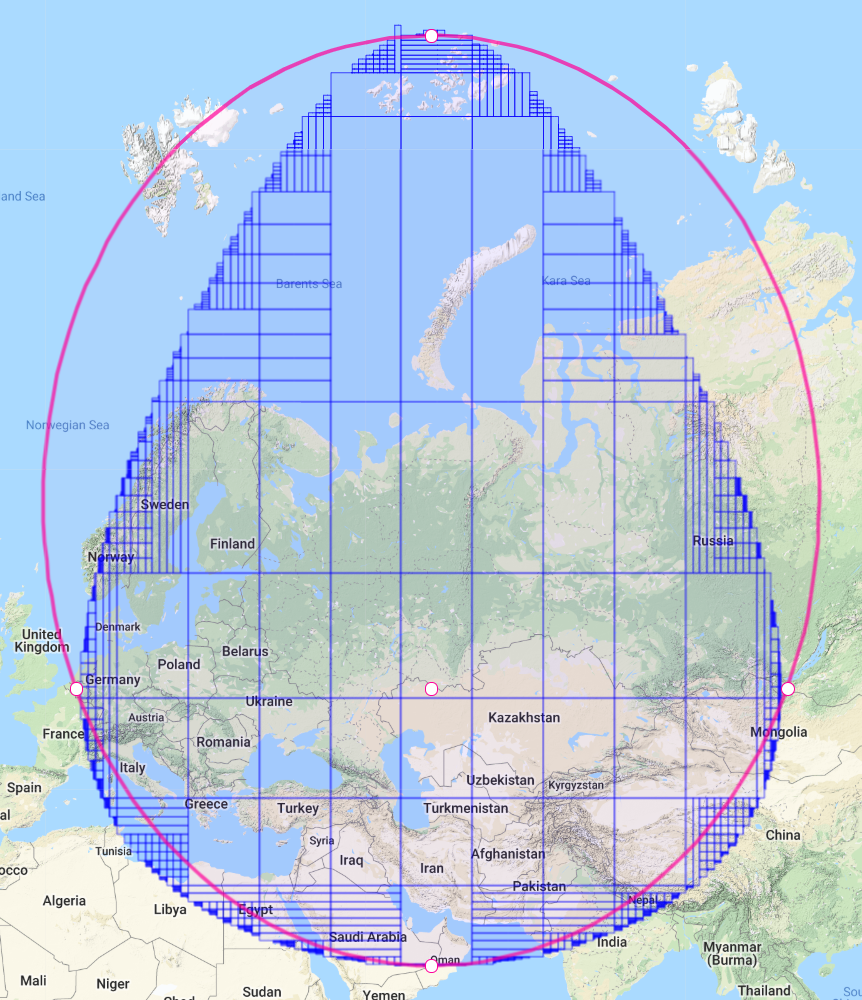 and Sea
Barents Sea
Kara Sea
Norwegian Sea
Sweden
Finland
Russia
Norway
Denmark
United
Kingdom
Belarus
Poland
Germany
Ukraine
Austria
Kazakhstan
France
Mongolia
Romania
Italy
Uzbekistan
Kyrgyzstan
Spain
Greece
Turkey
Turkmenistan
al
China
Syria
Tunisia
Iraq
Iran
Afghanistan
Pakistan
occo
Algeria
Libya
Egypt
Nepal
Saudi Arabia
India
Oman
Myanmar
(Burma)
Mali
Niger
Chad
Sudan
Yemen
Thailand
Sou